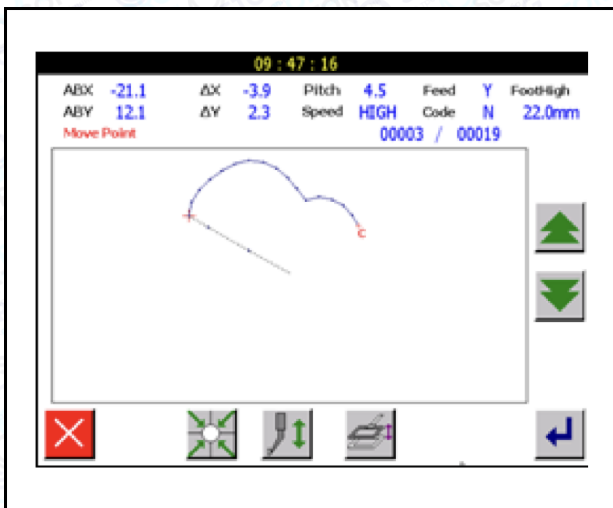 09 : 47 : 16
ABX -21.1 ΔX -3.9 Pitch 4.5 Feed Y FootHigh
ABY 12.1 ΔY 2.3 Speed HIGH Code N 22.0mm
Move Point 00003 / 00019
C